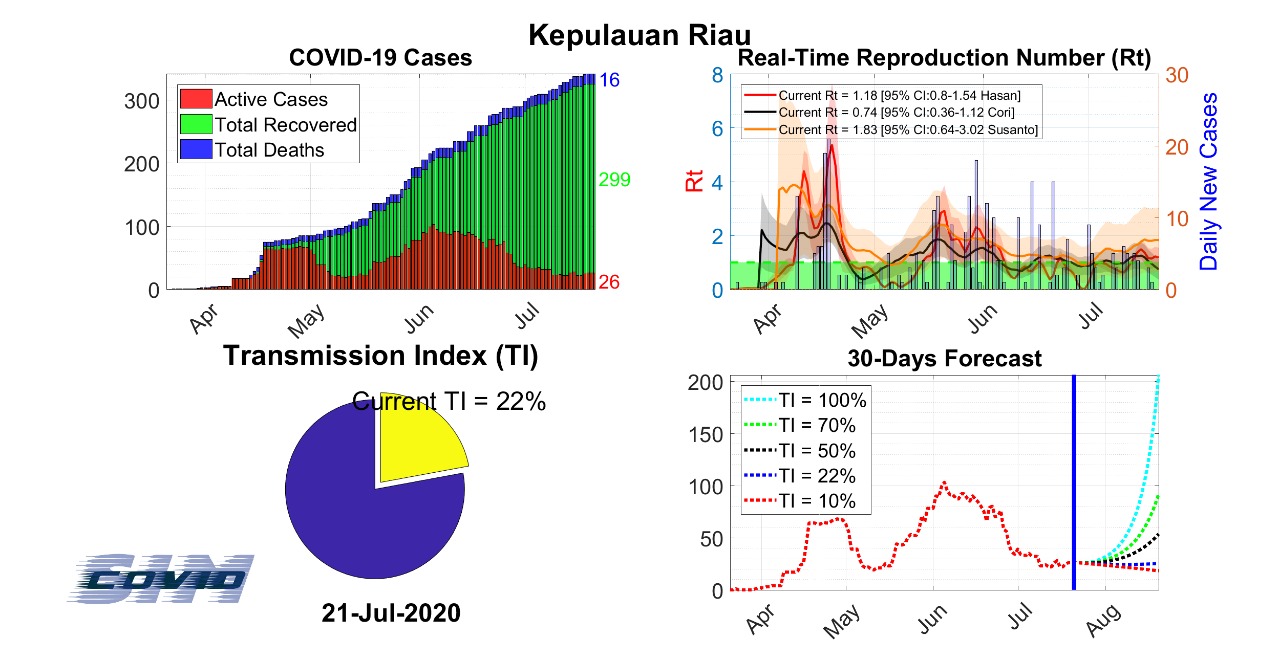 Kepulauan Riau
COVID-19 Cases
300
200
100
0
Active Cases
Total Recovered
Total Deaths
16
299
26
Apr
May
Jun
Jul
Real-Time Reproduction Number (Rt)
8
6
4
2
0
Rt
Current Rt = 1.18 [95% CI:0.8-1.54 Hasan]
Current Rt = 0.74 [95% CI:0.36-1.12 Cori]
Current Rt = 1.83 [95% CI:0.64-3.02 Susanto]
30
20
10
0
Daily New Cases
Apr
May
Jun
Jul
Transmission Index (TI)
Current TI = 22%
21-Jul-2020
SIN
COVID
30-Days Forecast
200
150
100
50
0
TI = 100%
TI = 70%
TI = 50%
TI = 22%
TI = 10%
Apr
May
Jun
Jul
Aug